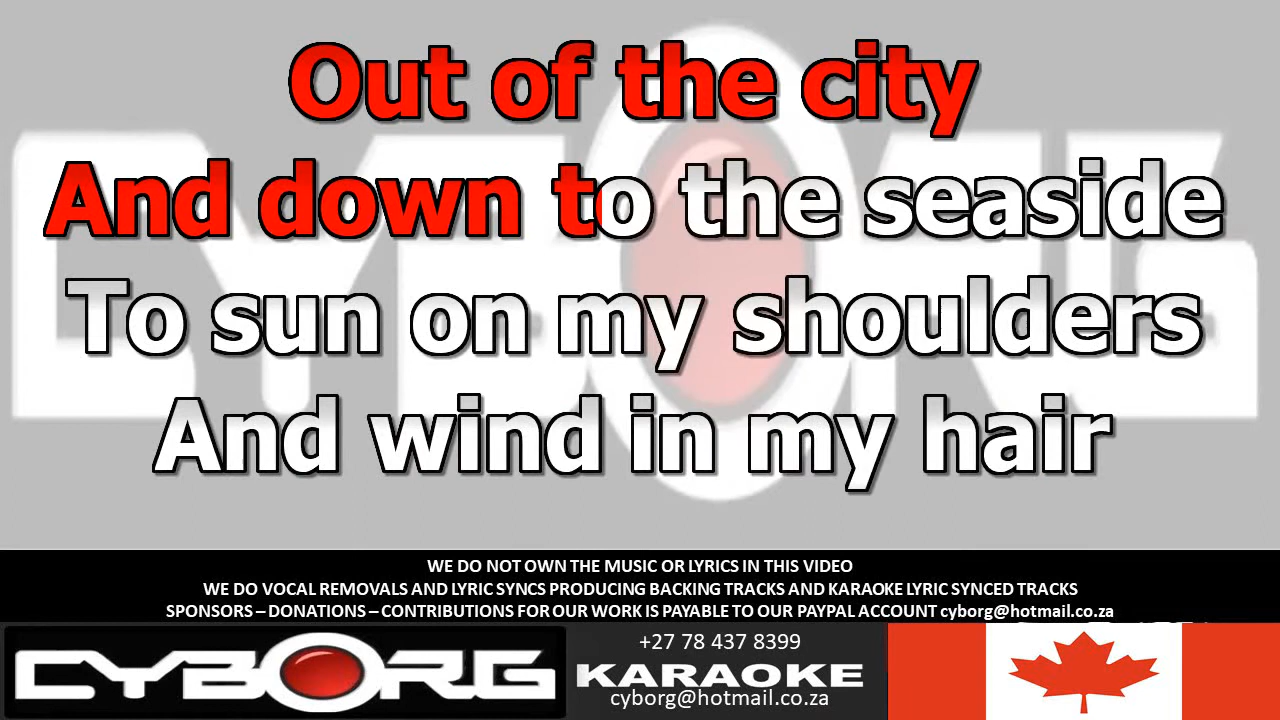 Out of the city
And down to the seaside
To sun on my shoulders
And wind in my hair
WE DO NOT OWN THE MUSIC OR LYRICS IN THIS VIDEO
WE DO VOCAL REMOVALS AND LYRIC SYNCS PRODUCING BACKING TRACKS AND KARAOKE LYRIC SYNCED TRACKS
SPONSORS – DONATIONS – CONTRIBUTIONS FOR OUR WORK IS PAYABLE TO OUR PAYPAL ACCOUNT cyborg@hotmail.co.za
CYBORG
+27 78 437 8399
KARAOKE
cyborg@hotmail.co.za